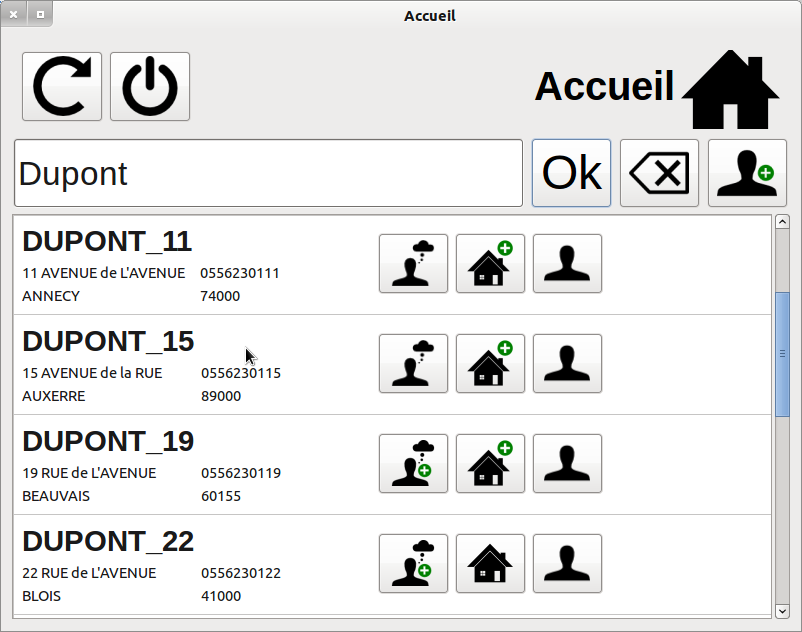 Accueil
Accueil
Dupont
Ok
DUPONT_11
11 AVENUE de L'AVENUE 0556230111
ANNECY 74000
DUPONT_15
15 AVENUE de la RUE 0556230115
AUXERRE 89000
DUPONT_19
19 RUE de L'AVENUE 0556230119
BEAUVAIS 60155
DUPONT_22
22 RUE de L'AVENUE 0556230122
BLOIS 41000